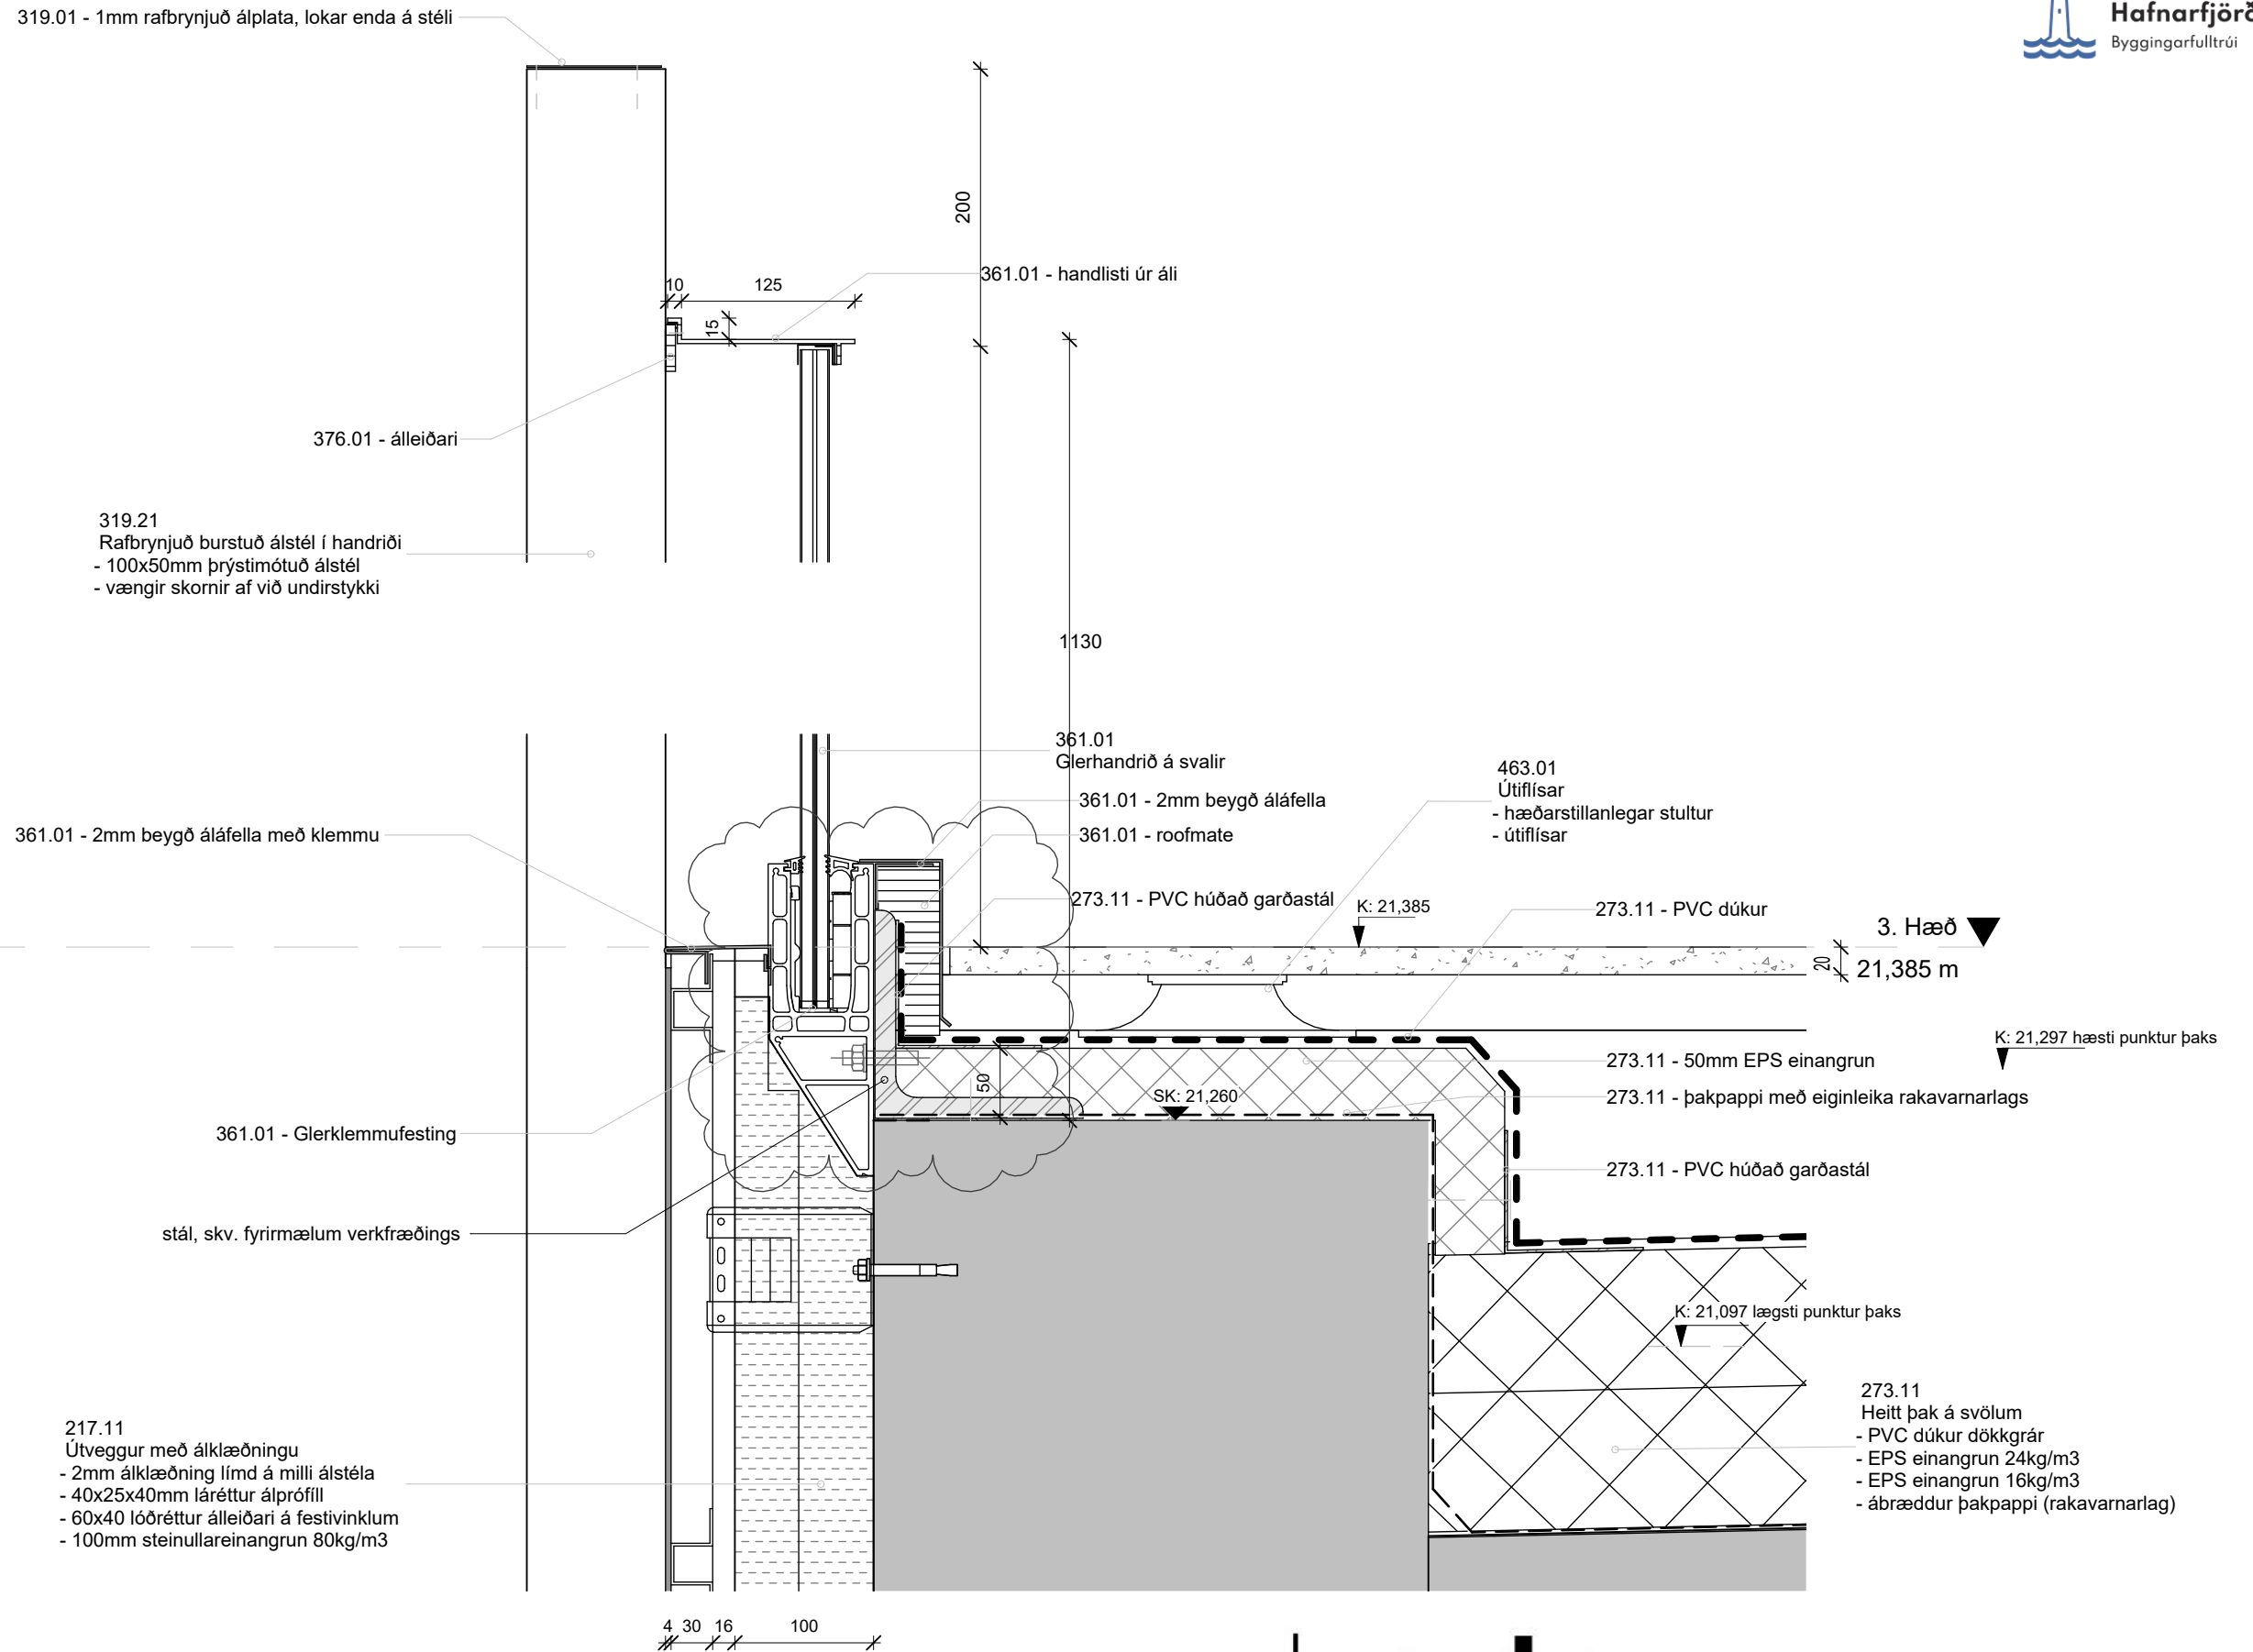 319.01 - 1mm rafbrynjuð álplata, lokar enda á stéli
Byggingarfulltrúi
200
361.01 - handlisti úr áli
10
125
15
376.01 - álleiðari
319.21
Rafbrynjuð burstuð álstél í handriði
- 100x50mm þrýstimótuð álstél
- vængir skornir af við undirstykki
1130
361.01
Glerhandrið á svalir
463.01
Útiflísar
- hæðarstillanlegar stultur
- útiflísar
361.01 - 2mm beygð áláfella
361.01 - 2mm beygð áláfella með klemmu
361.01 - roofmate
273.11 - PVC húðað garðastál
K: 21,385
273.11 - PVC dúkur
3. Hæð
20
21,385 m
K: 21,297 hæsti punktur þaks
273.11 - 50mm EPS einangrun
50
SK: 21,260
273.11 - þakpappi með eiginleika rakavarnarlags
361.01 - Glerklemmufesting
273.11 - PVC húðað garðastál
stál, skv. fyrirmælum verkfræðings
K: 21,097 lægsti punktur þaks
273.11
Heitt þak á svölum
- PVC dúkur dökkgrár
- EPS einangrun 24kg/m3
- EPS einangrun 16kg/m3
- ábræddur þakpappi (rakavarnarlag)
217.11
Útveggur með álklæðningu
- 2mm álklæðning límd á milli álstéla
- 40x25x40mm láréttur álprófíll
- 60x40 lóðréttur álleiðari á festivinklum
- 100mm steinullareinangrun 80kg/m3
4 30 16 100